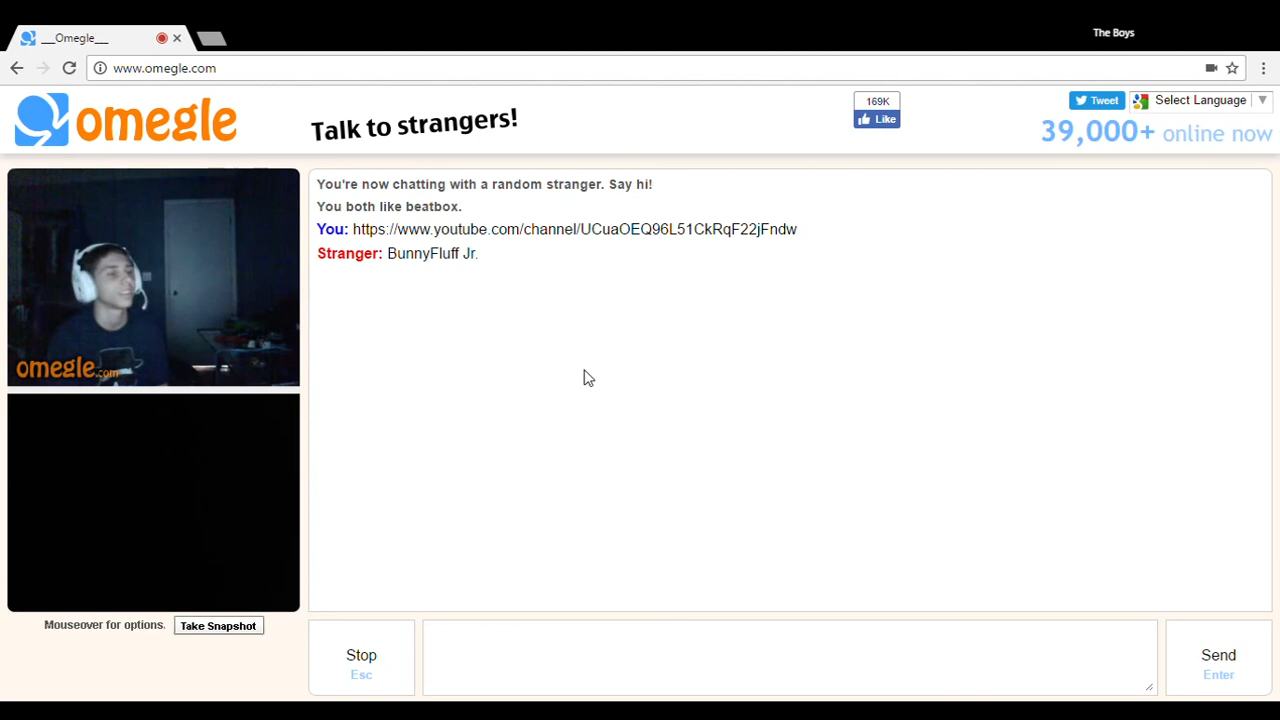 The Boys
__Omegle__
www.omegle.com
omegle
Talk to strangers!
169K
Like
Tweet
Select Language
39,000+ online now
You're now chatting with a random stranger. Say hi!
You both like beatbox.
You: https://www.youtube.com/channel/UCuaOEQ96L51CkRqF22jFndw
Stranger: BunnyFluff Jr.
omegle.com
Mouseover for options.
Take Snapshot
Stop
Esc
Send
Enter